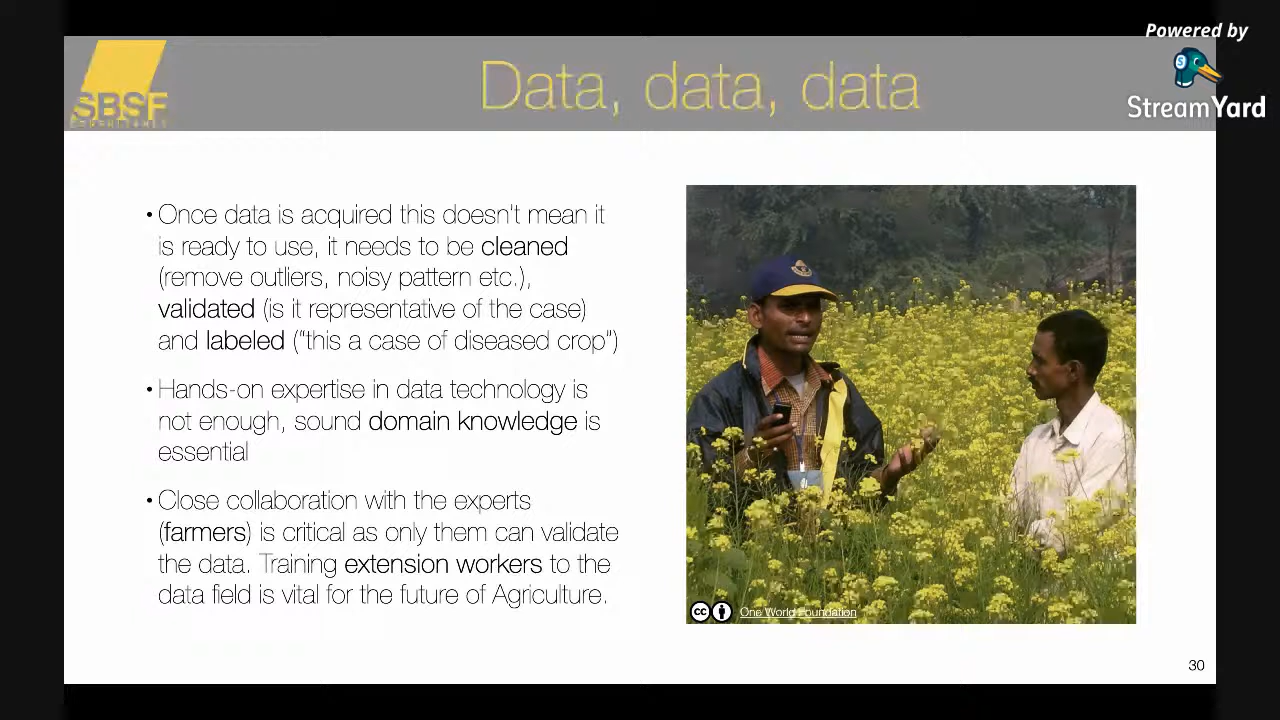 Powered by
StreamYard
SBSF
Data, data, data
• Once data is acquired this doesn't mean it
is ready to use, it needs to be cleaned
(remove outliers, noisy pattern etc.),
validated (is it representative of the case)
and labeled (“this a case of diseased crop”)
• Hands-on expertise in data technology is
not enough, sound domain knowledge is
essential
• Close collaboration with the experts
(farmers) is critical as only them can validate
the data. Training extension workers to the
data field is vital for the future of Agriculture.
cc
One World Foundation
30